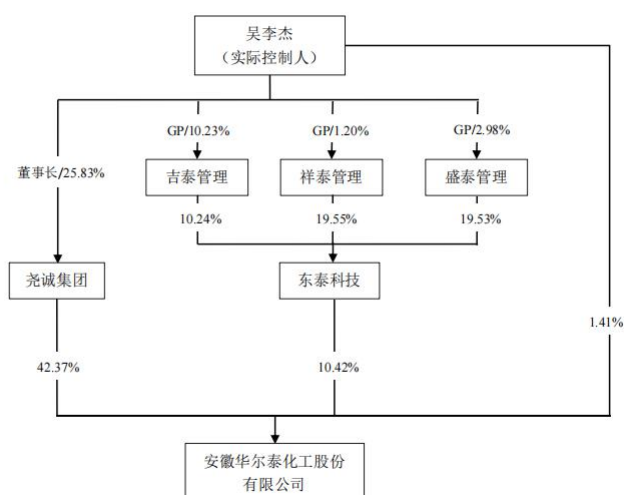 吴李杰
（实际控制人）
GP/10.23%
GP/1.20%
GP/2.98%
董事长/25.83%
吉泰管理
祥泰管理
盛泰管理
10.24%
19.55%
19.53%
尧诚集团
东泰科技
1.41%
42.37%
10.42%
安徽华尔泰化工股份
有限公司